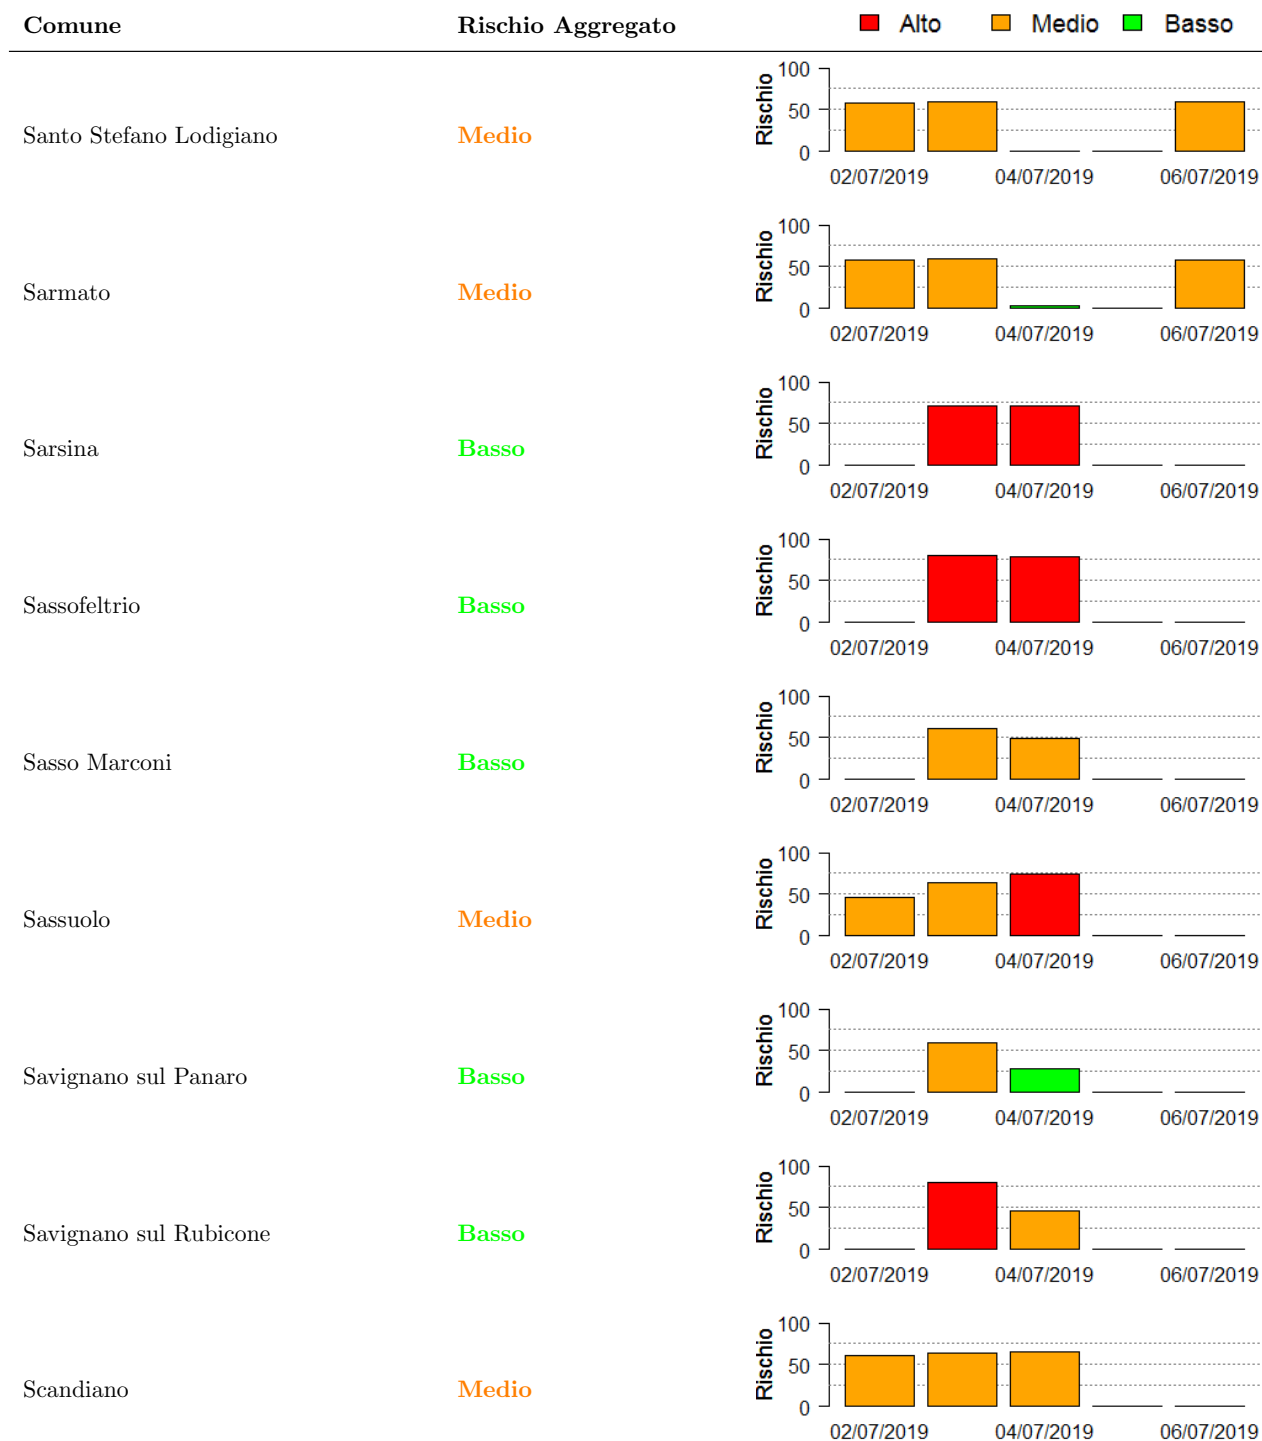 Comune Rischio Aggregato Alto Medio Basso
Santo Stefano Lodigiano Medio
Rischio
100
50
0
02/07/2019 04/07/2019 06/07/2019
Sarmato Medio
Rischio
100
50
0
02/07/2019 04/07/2019 06/07/2019
Sarsina Basso
Rischio
100
50
0
02/07/2019 04/07/2019 06/07/2019
Sassofeltrio Basso
Rischio
100
50
0
02/07/2019 04/07/2019 06/07/2019
Sasso Marconi Basso
Rischio
100
50
0
02/07/2019 04/07/2019 06/07/2019
Sassuolo Medio
Rischio
100
50
0
02/07/2019 04/07/2019 06/07/2019
Savignano sul Panaro Basso
Rischio
100
50
0
02/07/2019 04/07/2019 06/07/2019
Savignano sul Rubicone Basso
Rischio
100
50
0
02/07/2019 04/07/2019 06/07/2019
Scandiano Medio
Rischio
100
50
0
02/07/2019 04/07/2019 06/07/2019